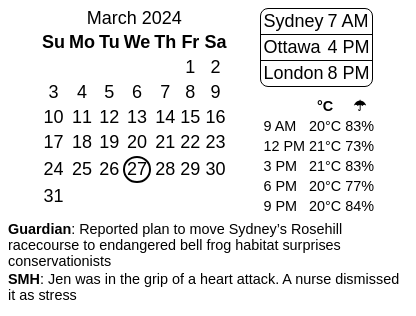 March 2024
Su Mo Tu We Th Fr Sa
1 2
3 4 5 6 7 8 9
10 11 12 13 14 15 16
17 18 19 20 21 22 23
24 25 26 27 28 29 30
31
Sydney 7 AM
Ottawa 4 PM
London 8 PM
°C ☂
9 AM 20°C 83%
12 PM 21°C 73%
3 PM 21°C 83%
6 PM 20°C 77%
9 PM 20°C 84%
Guardian: Reported plan to move Sydney’s Rosehill
racecourse to endangered bell frog habitat surprises
conservationists
SMH: Jen was in the grip of a heart attack. A nurse dismissed
it as stress